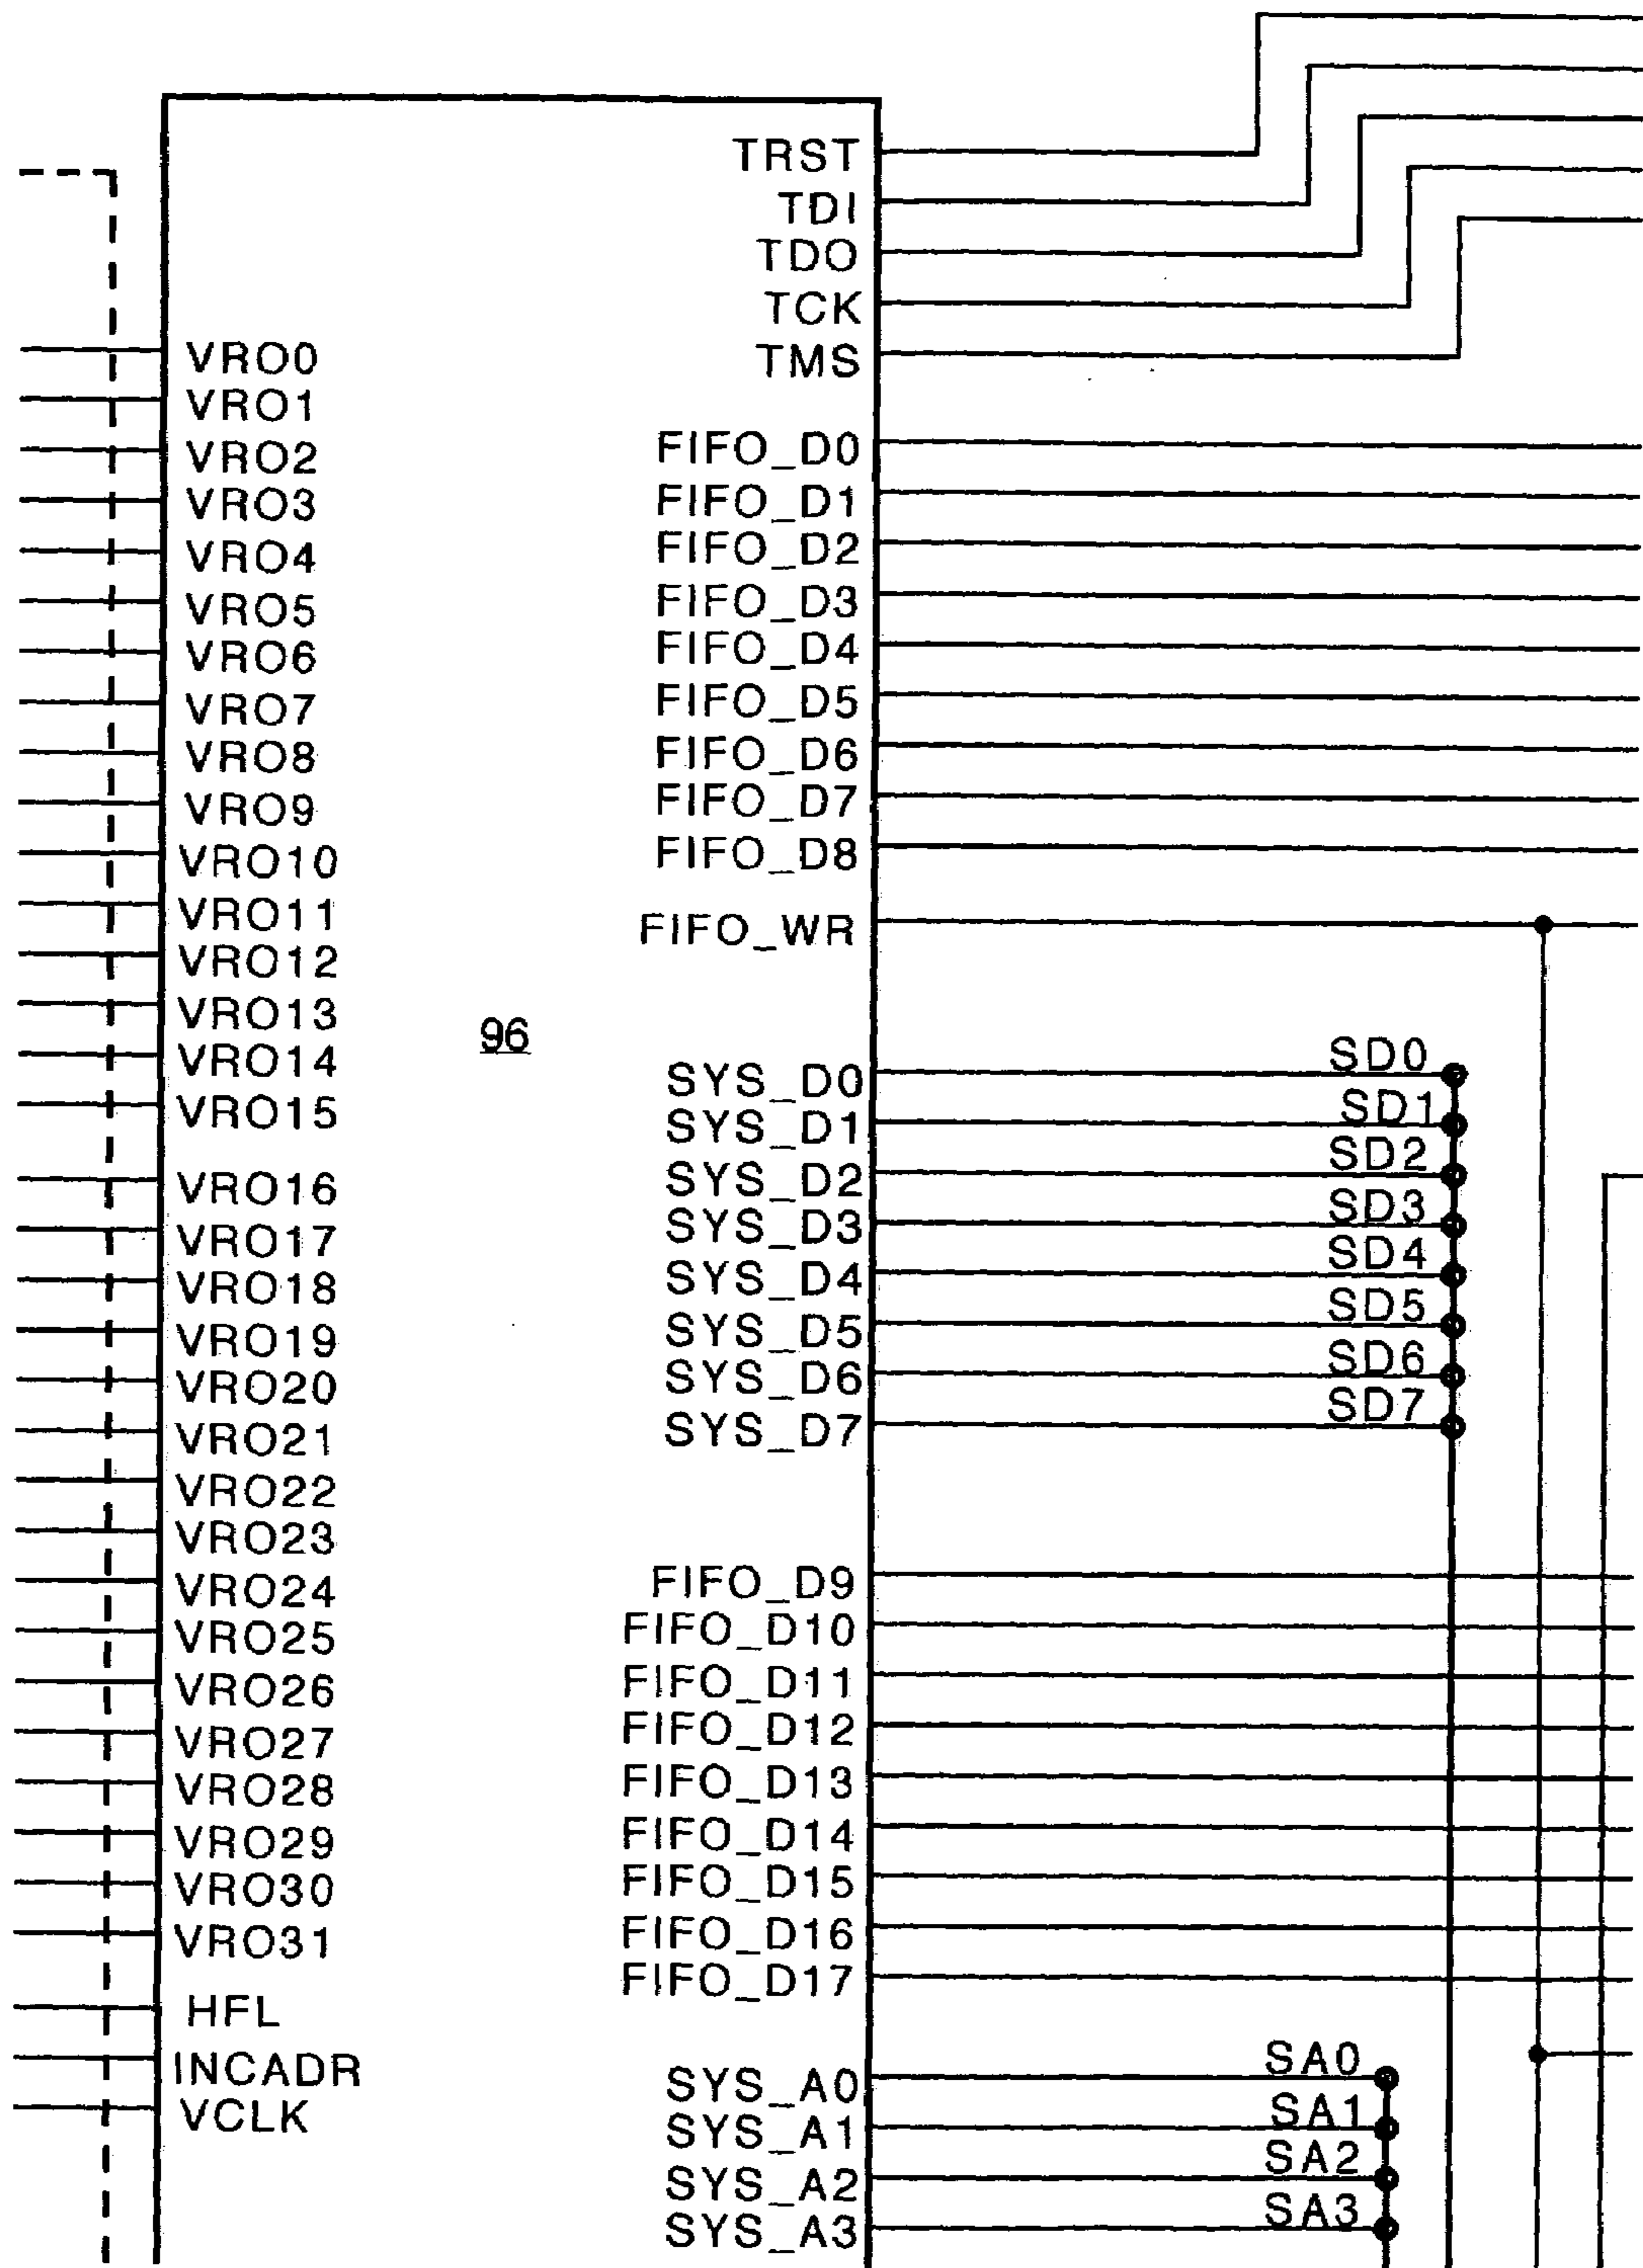 TRST
TDI
TDO
TCK
TMS
VRO0
VRO1
VRO2
VRO3
VRO4
VRO5
VRO6
VRO7
VRO8
VRO9
VRO10
VRO11
VRO12
VRO13
VRO14
VRO15
VRO16
VRO17
VRO18
VRO19
VRO20
VRO21
VRO22
VRO23
VRO24
VRO25
VRO26
VRO27
VRO28
VRO29
VRO30
VRO31
HFL
INCADR
VCLK
96
FIFO_D0
FIFO_D1
FIFO_D2
FIFO_D3
FIFO_D4
FIFO_D5
FIFO_D6
FIFO_D7
FIFO_D8
FIFO_WR
SYS_D0 SD0
SYS_D1 SD1
SYS_D2 SD2
SYS_D3 SD3
SYS_D4 SD4
SYS_D5 SD5
SYS_D6 SD6
SYS_D7 SD7
FIFO_D9
FIFO_D10
FIFO_D11
FIFO_D12
FIFO_D13
FIFO_D14
FIFO_D15
FIFO_D16
FIFO_D17
SYS_A0 SA0
SYS_A1 SA1
SYS_A2 SA2
SYS_A3 SA3